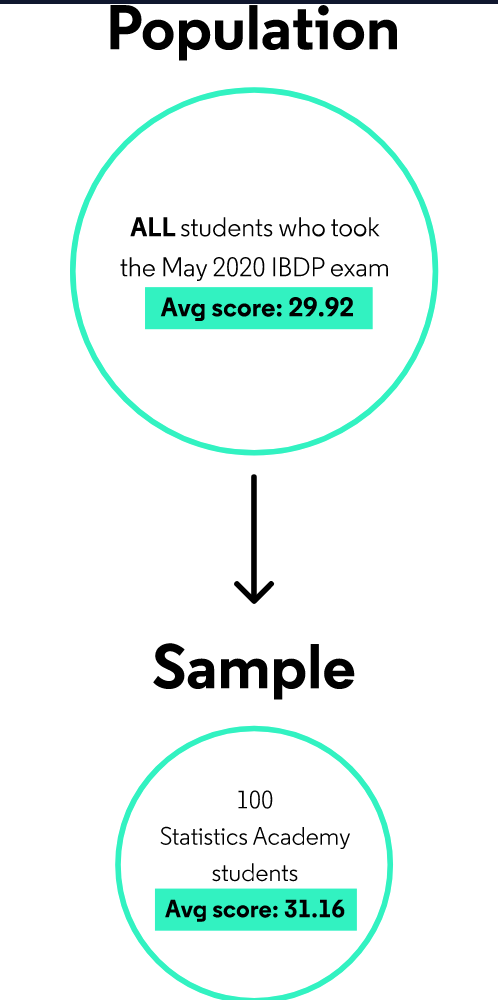 Population
ALL students who took
the May 2020 IBDP exam
Avg score: 29.92
Sample
100
Statistics Academy
students
Avg score: 31.16